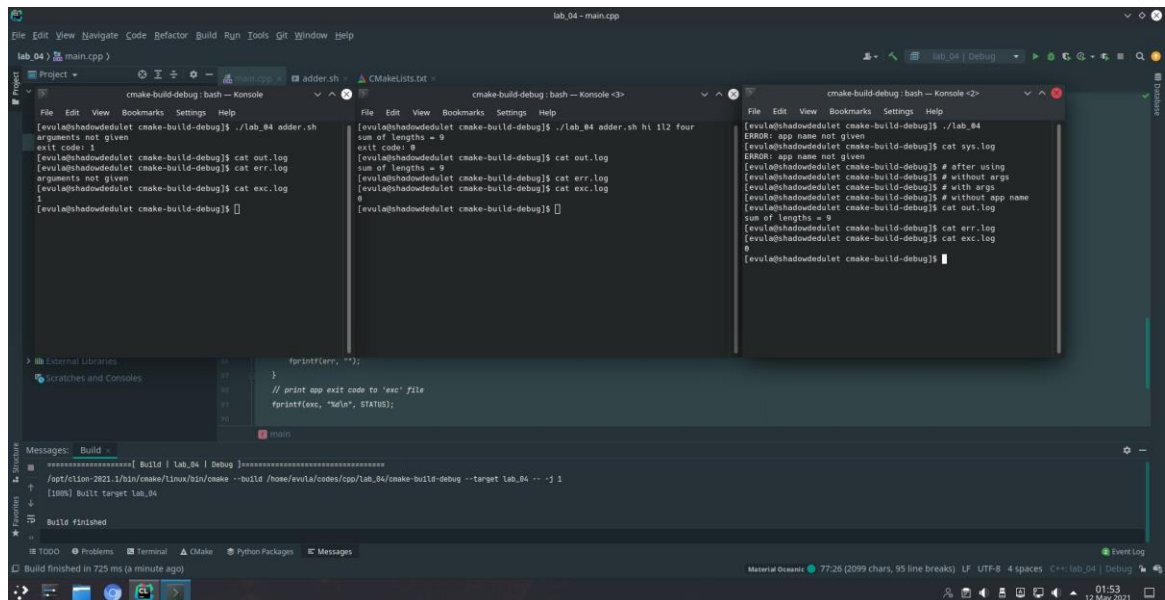 lab_04 – main.cpp
File Edit View Navigate Code Refactor Build Run Tools Git Window Help
lab_04 main.cpp
lab_04 | Debug
Project
Project
main.cpp
adder.sh
CMakeLists.txt
Database
cmake-build-debug : bash — Konsole
File Edit View Bookmarks Settings Help
[evula@shadowdedulet cmake-build-debug]$ ./lab_04 adder.sh
arguments not given
exit code: 1
[evula@shadowdedulet cmake-build-debug]$ cat out.log
[evula@shadowdedulet cmake-build-debug]$ cat err.log
arguments not given
[evula@shadowdedulet cmake-build-debug]$ cat exc.log
1
[evula@shadowdedulet cmake-build-debug]$
cmake-build-debug : bash — Konsole <3>
File Edit View Bookmarks Settings Help
[evula@shadowdedulet cmake-build-debug]$ ./lab_04 adder.sh hi 1l2 four
sum of lengths = 9
exit code: 0
[evula@shadowdedulet cmake-build-debug]$ cat out.log
sum of lengths = 9
[evula@shadowdedulet cmake-build-debug]$ cat err.log
[evula@shadowdedulet cmake-build-debug]$ cat exc.log
0
[evula@shadowdedulet cmake-build-debug]$
cmake-build-debug : bash — Konsole <2>
File Edit View Bookmarks Settings Help
[evula@shadowdedulet cmake-build-debug]$ ./lab_04
ERROR: app name not given
[evula@shadowdedulet cmake-build-debug]$ cat sys.log
ERROR: app name not given
[evula@shadowdedulet cmake-build-debug]$ # after using
[evula@shadowdedulet cmake-build-debug]$ # without args
[evula@shadowdedulet cmake-build-debug]$ # with args
[evula@shadowdedulet cmake-build-debug]$ # without app name
[evula@shadowdedulet cmake-build-debug]$ cat out.log
sum of lengths = 9
[evula@shadowdedulet cmake-build-debug]$ cat err.log
[evula@shadowdedulet cmake-build-debug]$ cat exc.log
0
[evula@shadowdedulet cmake-build-debug]$
External Libraries
Scratches and Consoles
fprintf(err, "");
}
// print app exit code to 'exc' file
fprintf(exc, "%d\n", STATUS);
main
Structure
Favorites
Messages: Build
====================[ Build | lab_04 | Debug ]==================================
/opt/clion-2021.1/bin/cmake/linux/bin/cmake --build /home/evula/codes/cpp/lab_04/cmake-build-debug --target lab_04 -- -j 1
[100%] Built target lab_04
Build finished
TODO Problems Terminal CMake Python Packages Messages
Event Log
Build finished in 725 ms (a minute ago)
Material Oceanic 77:26 (2099 chars, 95 line breaks) LF UTF-8 4 spaces C++: lab_04 | Debug
01:53
12 May 2021